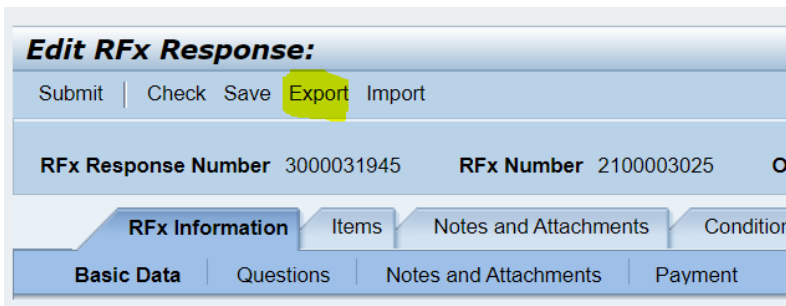 Edit RFx Response:
Submit Check Save Export Import
RFx Response Number 3000031945 RFx Number 2100003025
RFx Information Items Notes and Attachments
Basic Data Questions Notes and Attachments Payment